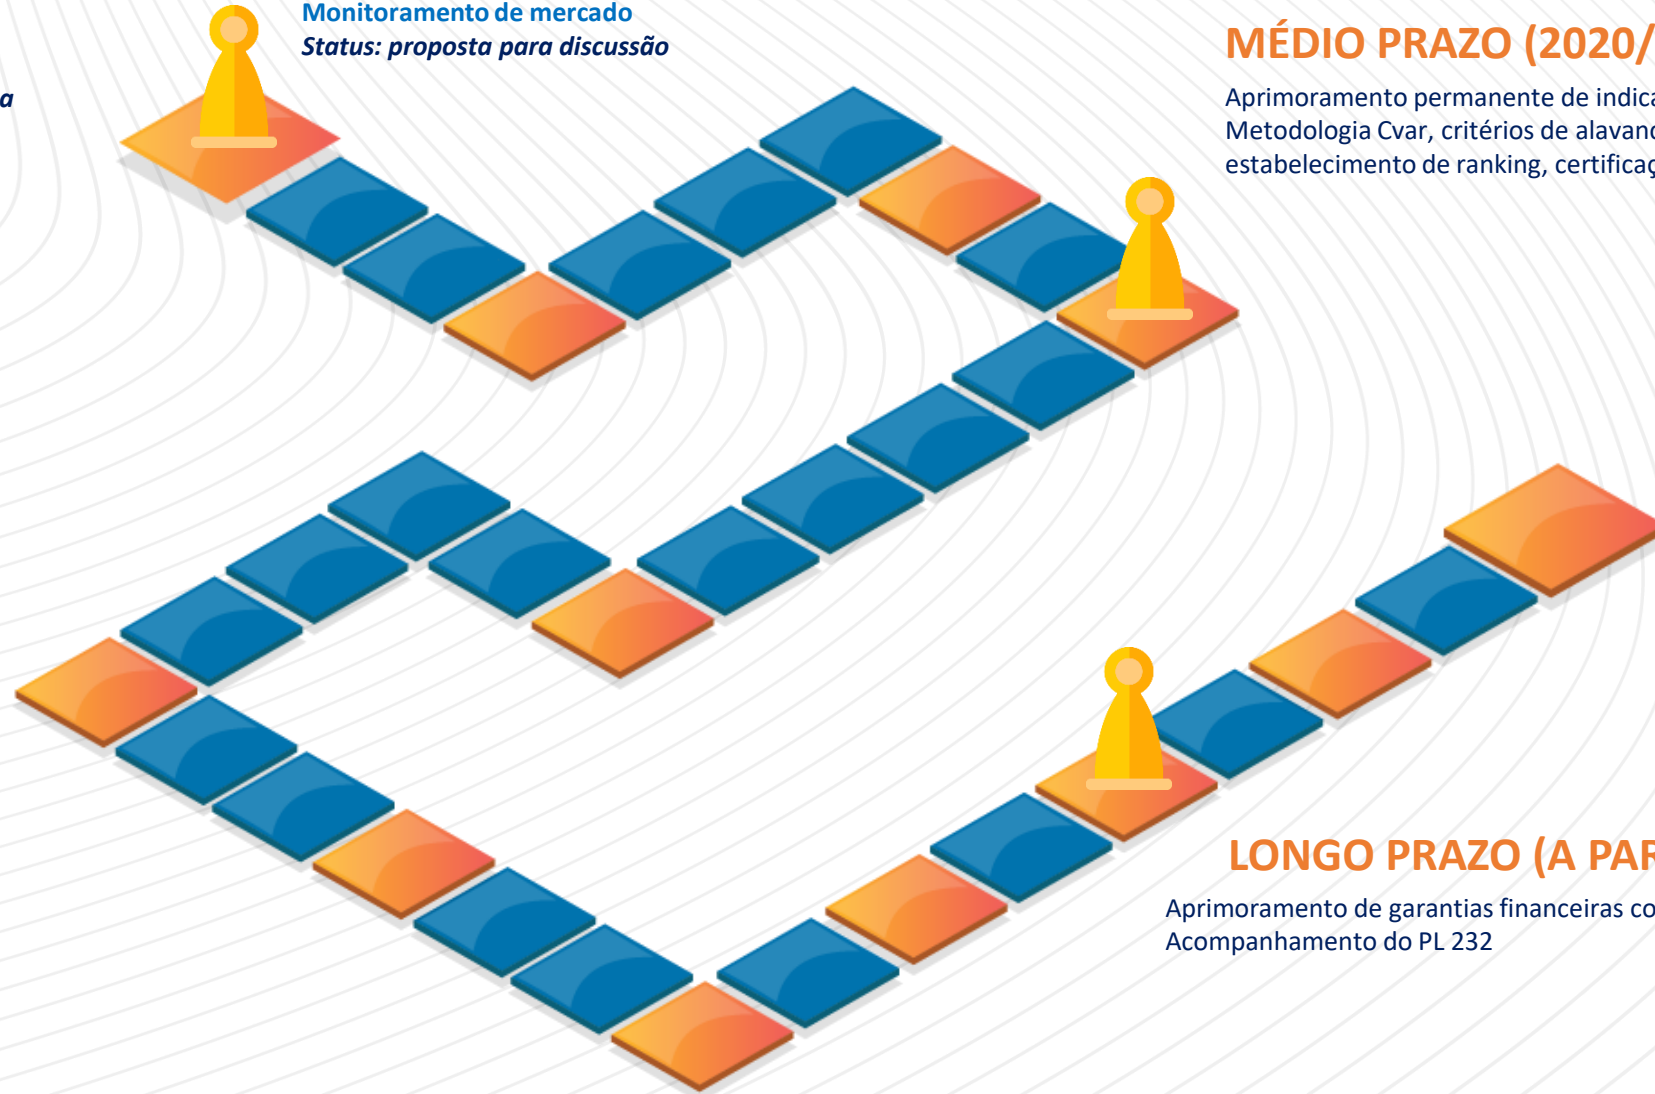 Monitoramento de mercado
Status: proposta para discussão
a
MÉDIO PRAZO (2020/
Aprimoramento permanente de indica
Metodologia Cvar, critérios de alavanc
estabelecimento de ranking, certificaç
LONGO PRAZO (A PAR
Aprimoramento de garantias financeiras co
Acompanhamento do PL 232